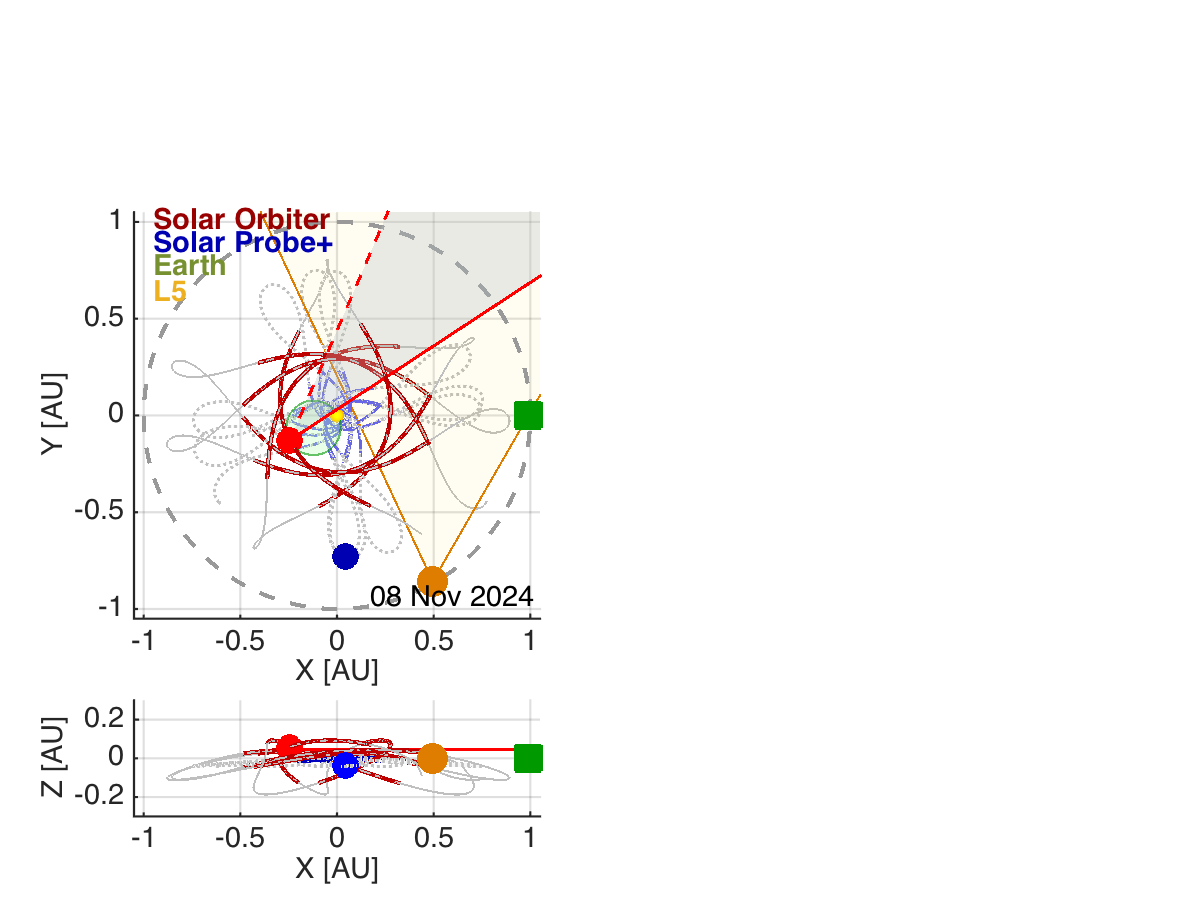 Solar Orbiter
Solar Probe+
Earth
L5
1
0.5
0
-0.5
-1
Y [AU]
08 Nov 2024
-1 -0.5 0 0.5 1
X [AU]
0.2
0
-0.2
Z [AU]
-1 -0.5 0 0.5 1
X [AU]